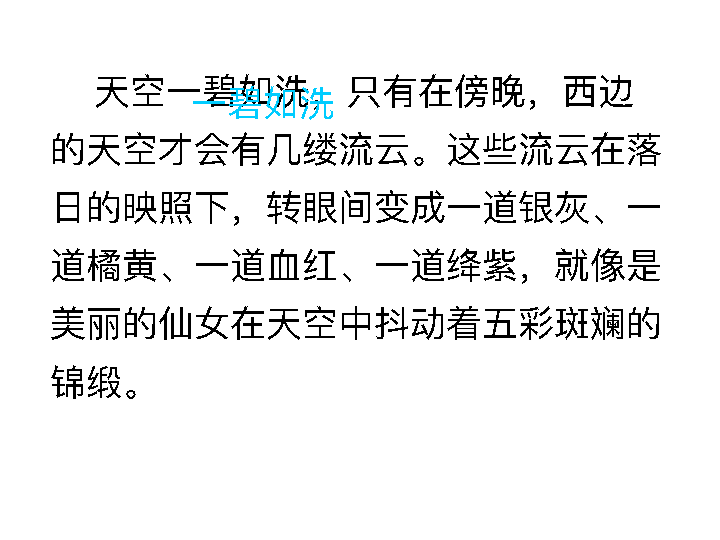 天空一碧如洗，只有在傍晚，西边
一碧如洗
的天空才会有几缕流云。这些流云在落
日的映照下，转眼间变成一道银灰、一
道橘黄、一道血红、一道绛紫，就像是
美丽的仙女在天空中抖动着五彩斑斓的
锦缎。